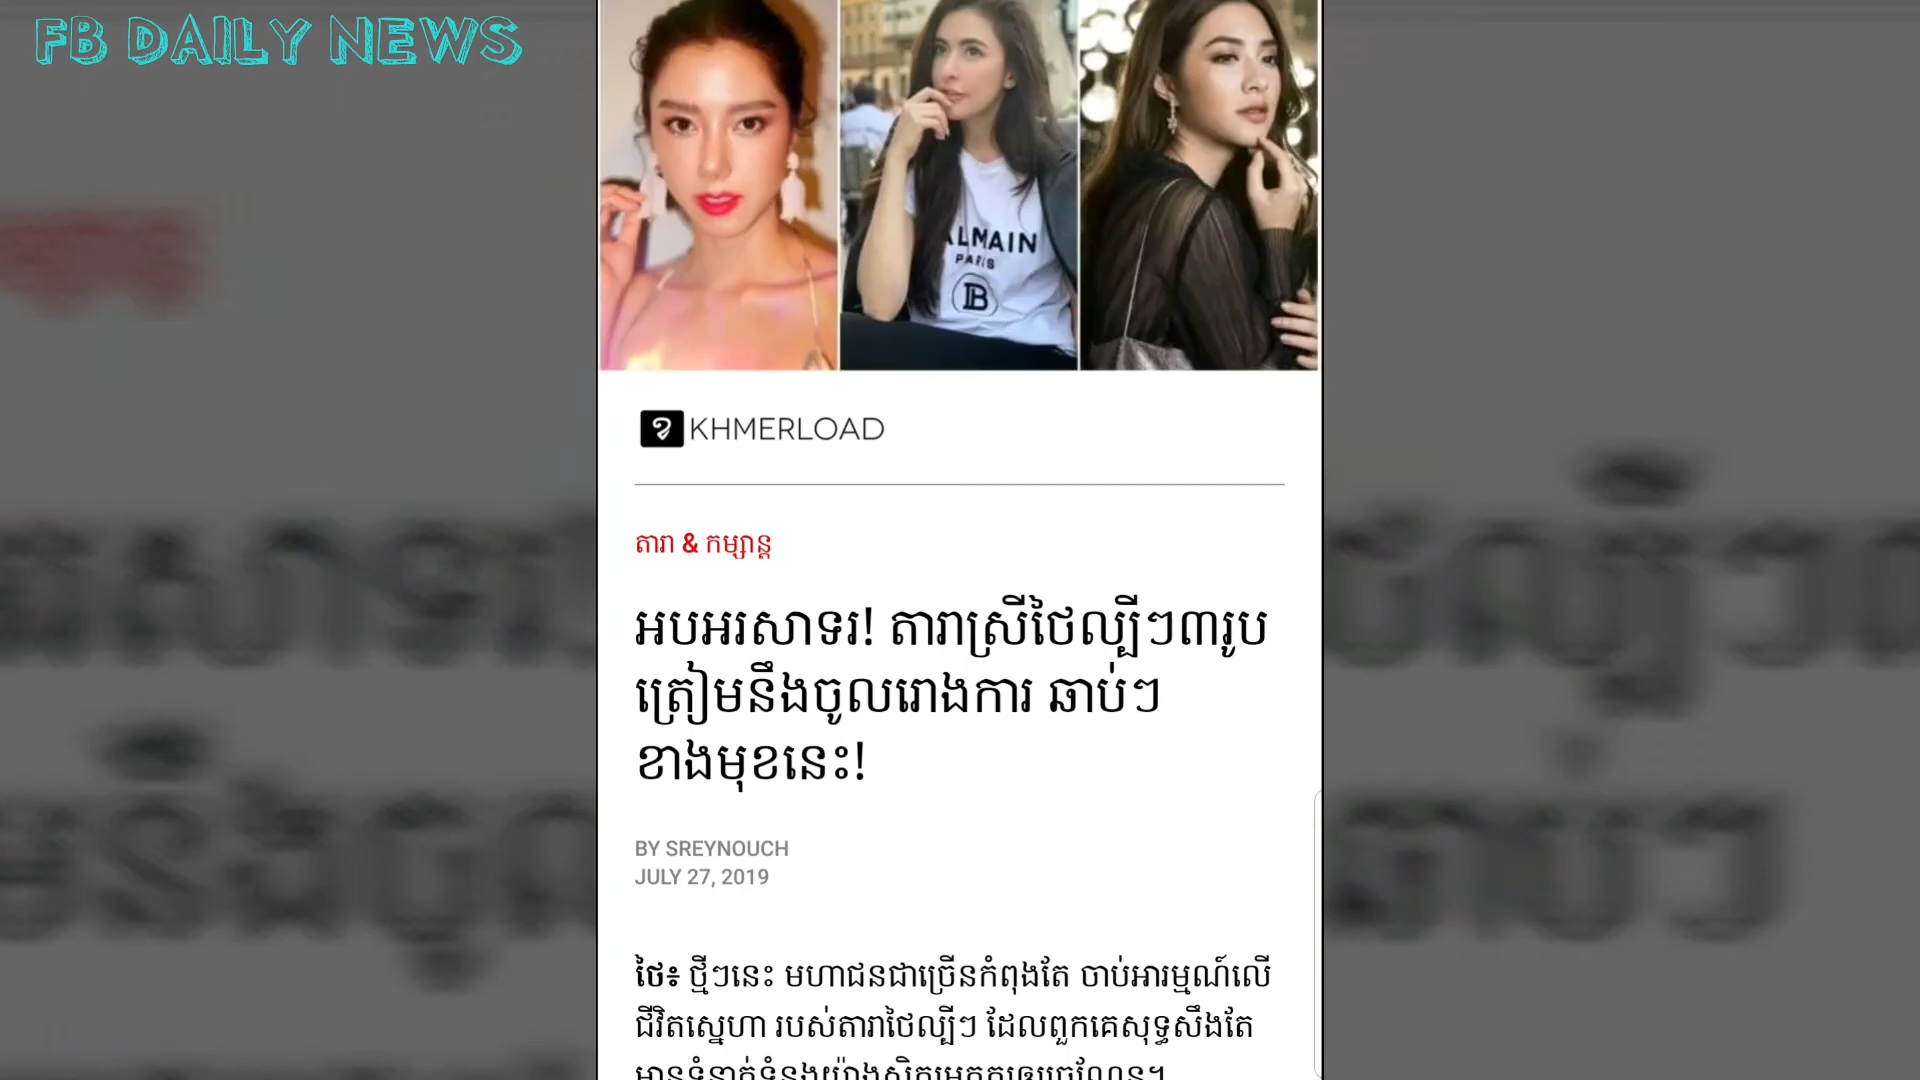 FB DAILY NEWS
BALMAIN
PARIS
B
KHMERLOAD
តារា & កម្សាន្ត
អបអរសាទរ! តារាស្រីថៃល្បីៗ៣រូប
ត្រៀមនឹងចូលរោងការ ឆាប់ៗ
ខាងមុខនេះ!
BY SREYNOUCH
JULY 27, 2019
ថៃ៖ ថ្មីៗនេះ មហាជនជាច្រើនកំពុងតែ ចាប់អារម្មណ៍លើ
ជីវិតស្នេហា របស់តារាថៃល្បីៗ ដែលពួកគេសុទ្ធសឹងតែ